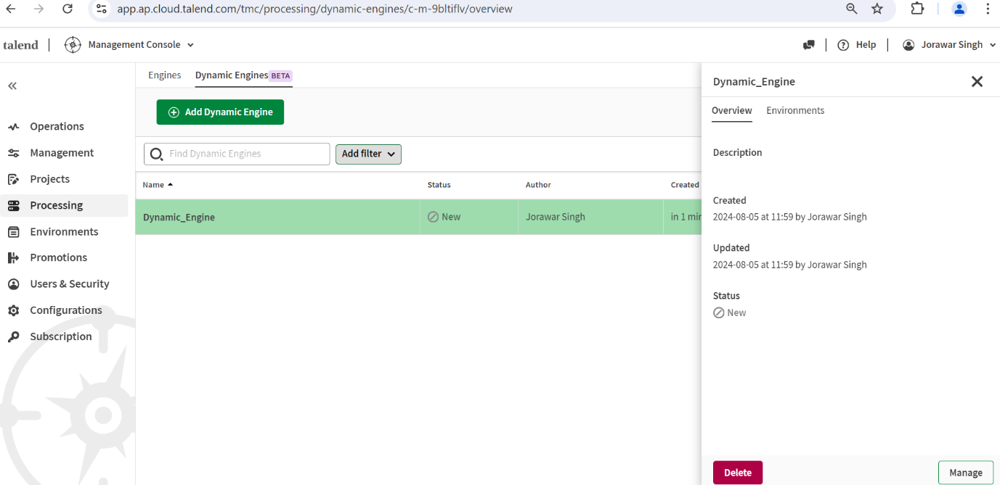 app.ap.cloud.talend.com/tmc/processing/dynamic-engines/c-m-9bltiflv/overview
talend | Management Console
Help
Jorawar Singh
Operations
Management
Projects
Processing
Environments
Promotions
Users & Security
Configurations
Subscription
Engines
Dynamic Engines BETA
Add Dynamic Engine
Find Dynamic Engines
Add filter
Name Status Author Created
Dynamic_Engine New Jorawar Singh in 1 min
Dynamic_Engine
Overview Environments
Description
Created
2024-08-05 at 11:59 by Jorawar Singh
Updated
2024-08-05 at 11:59 by Jorawar Singh
Status
New
Delete Manage